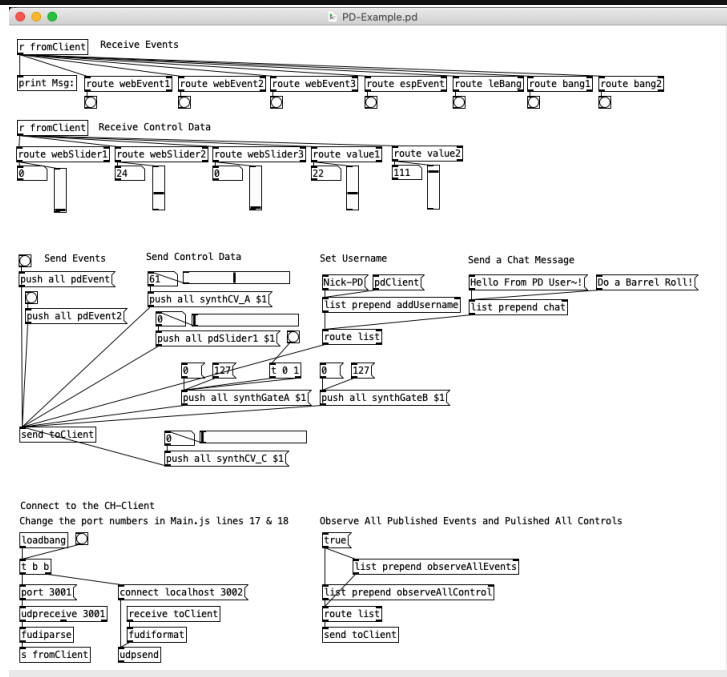 PD-Example.pd
r fromClient Receive Events
print Msg: route webEvent1 route webEvent2 route webEvent3 route espEvent route leBang route bang1 route bang2
r fromClient Receive Control Data
route webSlider1 route webSlider2 route webSlider3 route value1 route value2
0 24 0 22 111
Send Events Send Control Data Set Username Send a Chat Message
push all pdEvent 61 Nick-PD pdClient Hello From PD User~! Do a Barrel Roll!
push all synthCV_A $1 list prepend addUsername list prepend chat
push all pdEvent2 0
push all pdSlider1 $1 route list
0 127 t 0 1 0 127
push all synthGateA $1 push all synthGateB $1
send toClient 0
push all synthCV_C $1
Connect to the CH-Client
Change the port numbers in Main.js lines 17 & 18 Observe All Published Events and Pulished All Controls
loadbang true
t b b list prepend observeAllEvents
port 3001 connect localhost 3002 list prepend observeAllControl
udpreceive 3001 receive toClient route list
fudiparse fudiformat send toClient
s fromClient udpsend